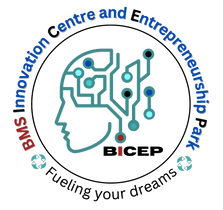 BMS Innovation Centre and Entrepreneurship Park
BICEP
Fueling your dreams